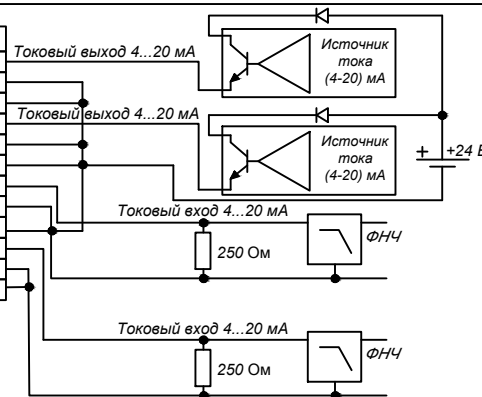 Токовый выход 4...20 мА
Источник
тока
(4-20) мА
Токовый выход 4...20 мА
Источник
тока
(4-20) мА
+ +24 В
Токовый вход 4...20 мА
ФНЧ
250 Ом
Токовый вход 4...20 мА
ФНЧ
250 Ом